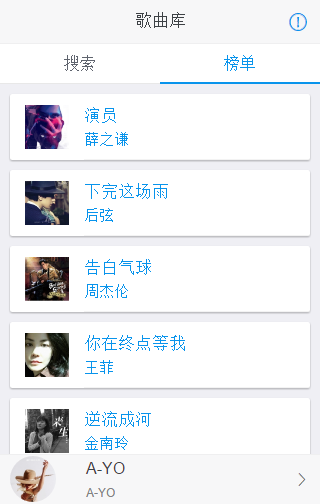 歌曲库
搜索
榜单
演员
薛之谦
下完这场雨
后弦
告白气球
周杰伦
你在终点等我
王菲
逆流成河
金南玲
A-YO
A-YO